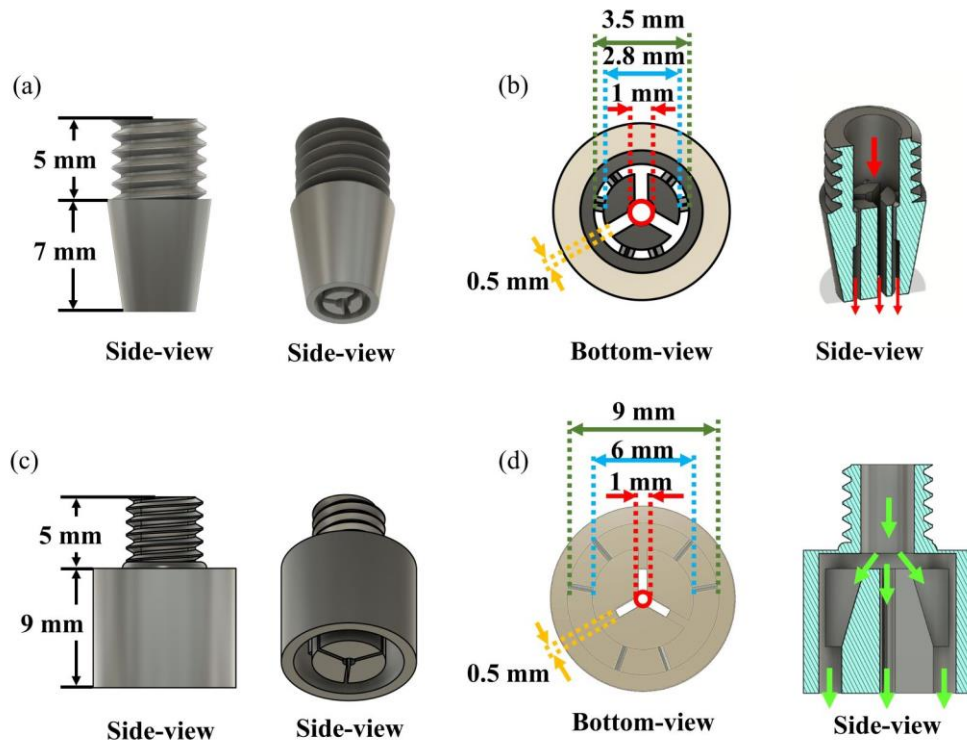 (a)
5 mm
7 mm
Side-view
Side-view
(b)
3.5 mm
2.8 mm
1 mm
0.5 mm
Bottom-view
Side-view
(c)
5 mm
9 mm
Side-view
Side-view
(d)
9 mm
6 mm
1 mm
0.5 mm
Bottom-view
Side-view